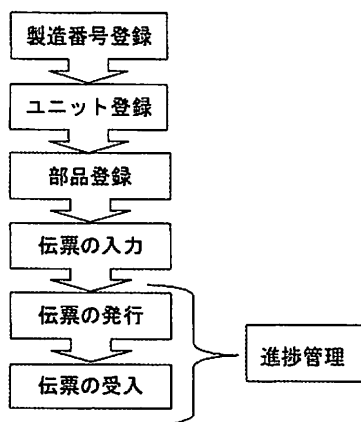 製造番号登録
ユニット登録
部品登録
伝票の入力
伝票の発行
伝票の受入
進捗管理